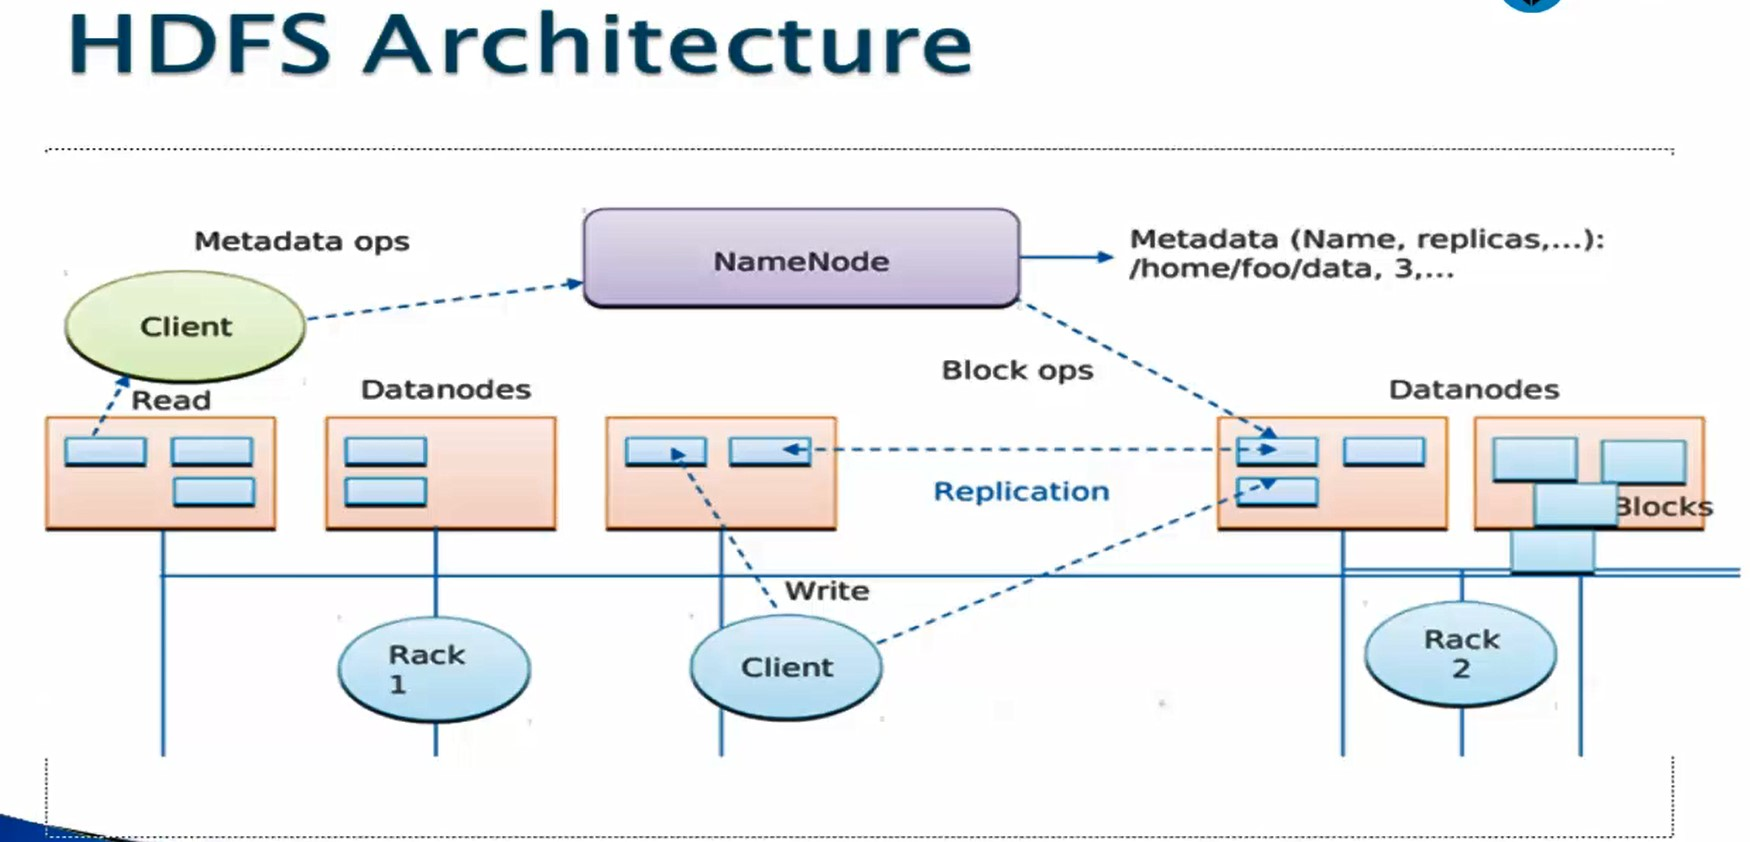 HDFS Architecture
Metadata ops
NameNode
Metadata (Name, replicas,...):
/home/foo/data, 3,...
Client
Block ops
Read
Datanodes
Datanodes
Replication
Blocks
Write
Rack
1
Client
Rack
2